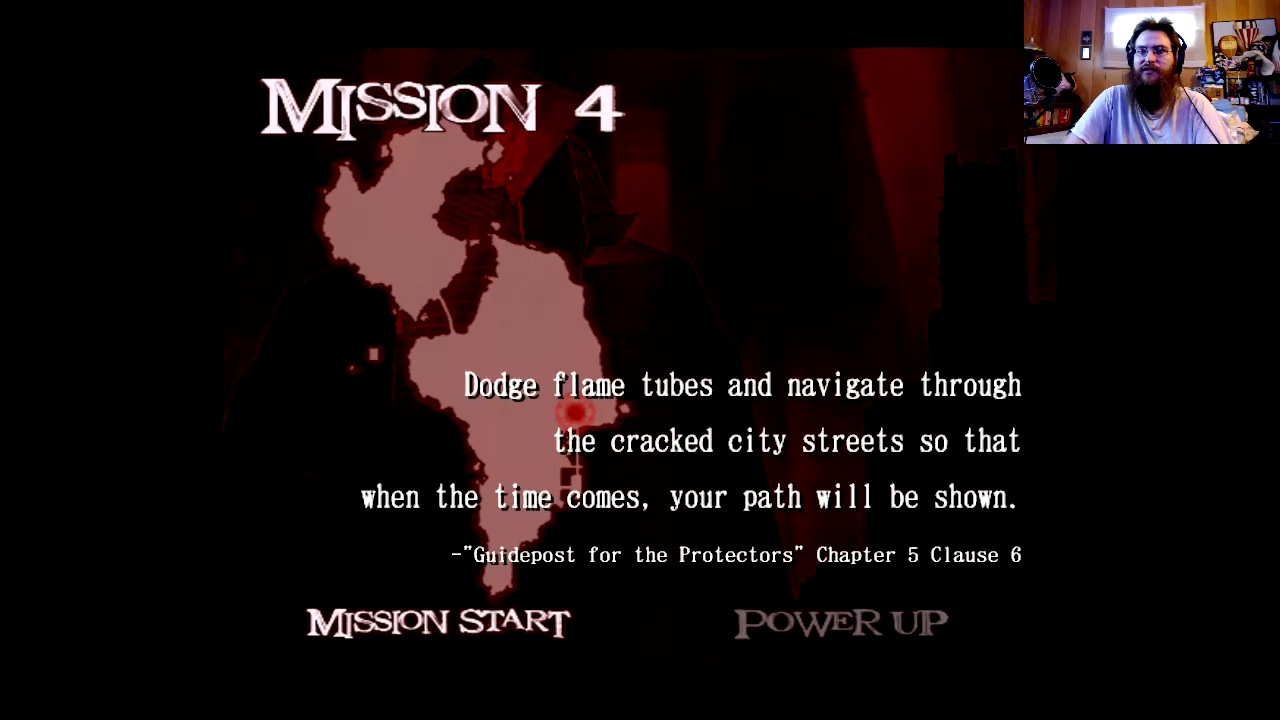 MISSION 4
Dodge flame tubes and navigate through
the cracked city streets so that
when the time comes, your path will be shown.
-"Guidepost for the Protectors" Chapter 5 Clause 6
MISSION START
POWER UP